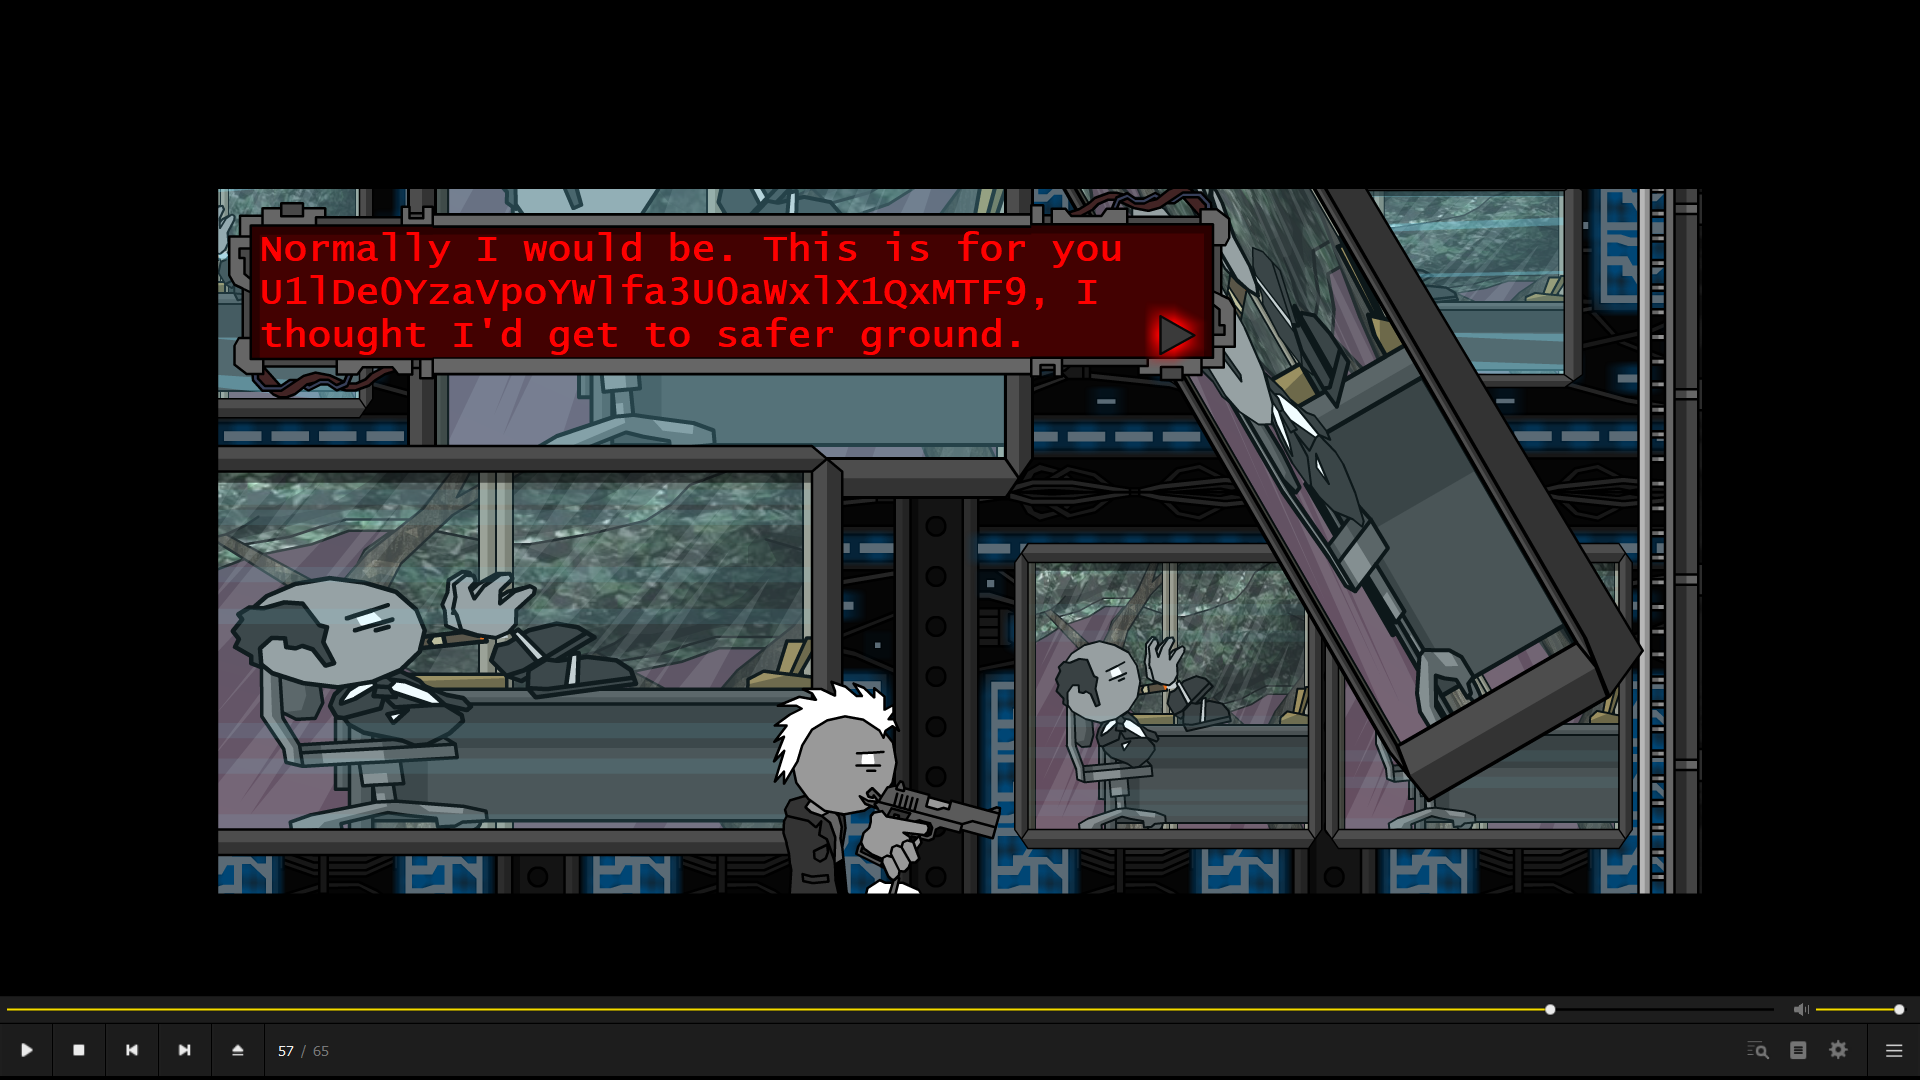 Normally I would be. This is for you
U1lDeOYzaVpoYWlfa3UOaWxlX1QxMTF9, I
thought I'd get to safer ground.
57 / 65